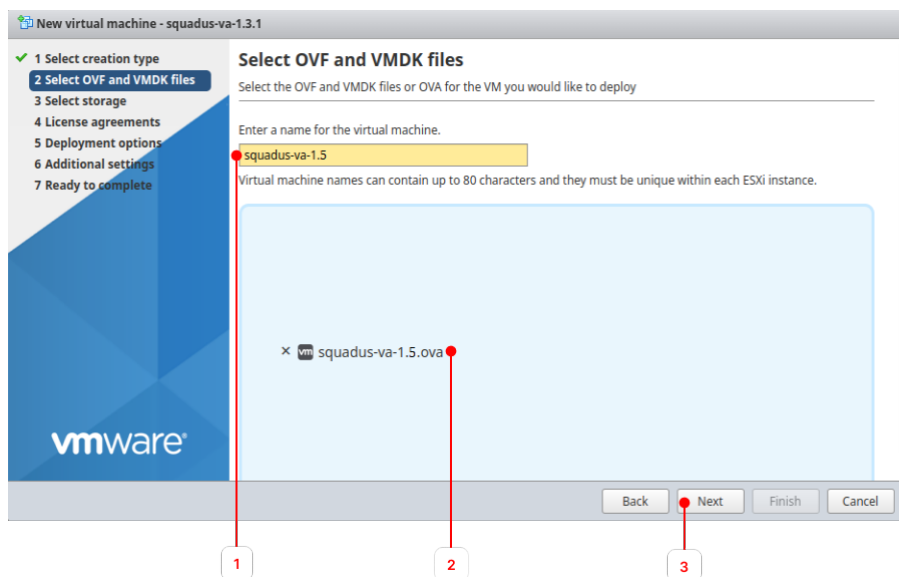 New virtual machine - squadus-va-1.3.1
1 Select creation type
2 Select OVF and VMDK files
3 Select storage
4 License agreements
5 Deployment options
6 Additional settings
7 Ready to complete
vmware®
Select OVF and VMDK files
Select the OVF and VMDK files or OVA for the VM you would like to deploy
Enter a name for the virtual machine.
squadus-va-1.5
Virtual machine names can contain up to 80 characters and they must be unique within each ESXi instance.
× vm squadus-va-1.5.ova
Back Next Finish Cancel
1 2 3